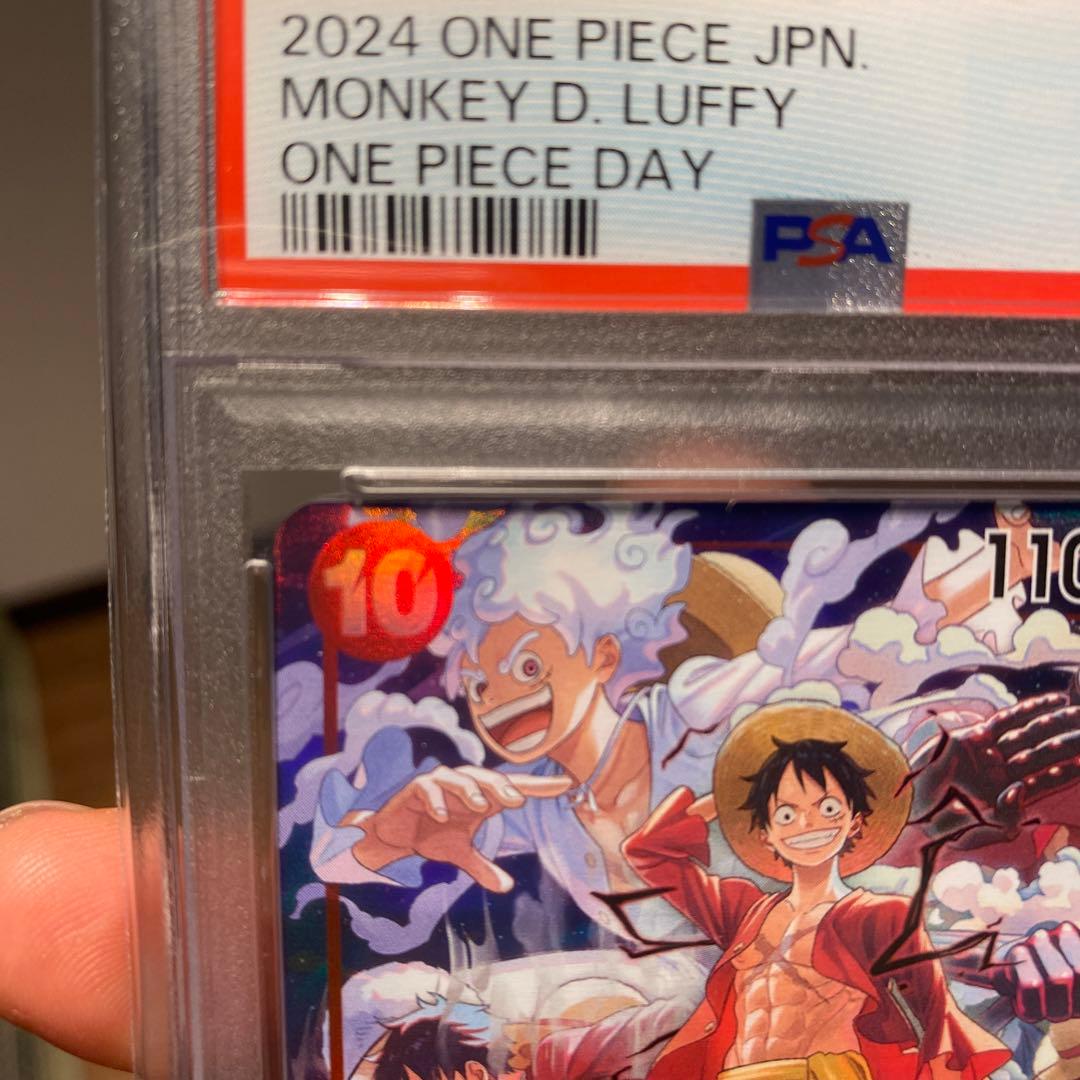 2024 ONE PIECE JPN.
MONKEY D. LUFFY
ONE PIECE DAY
PSA
10